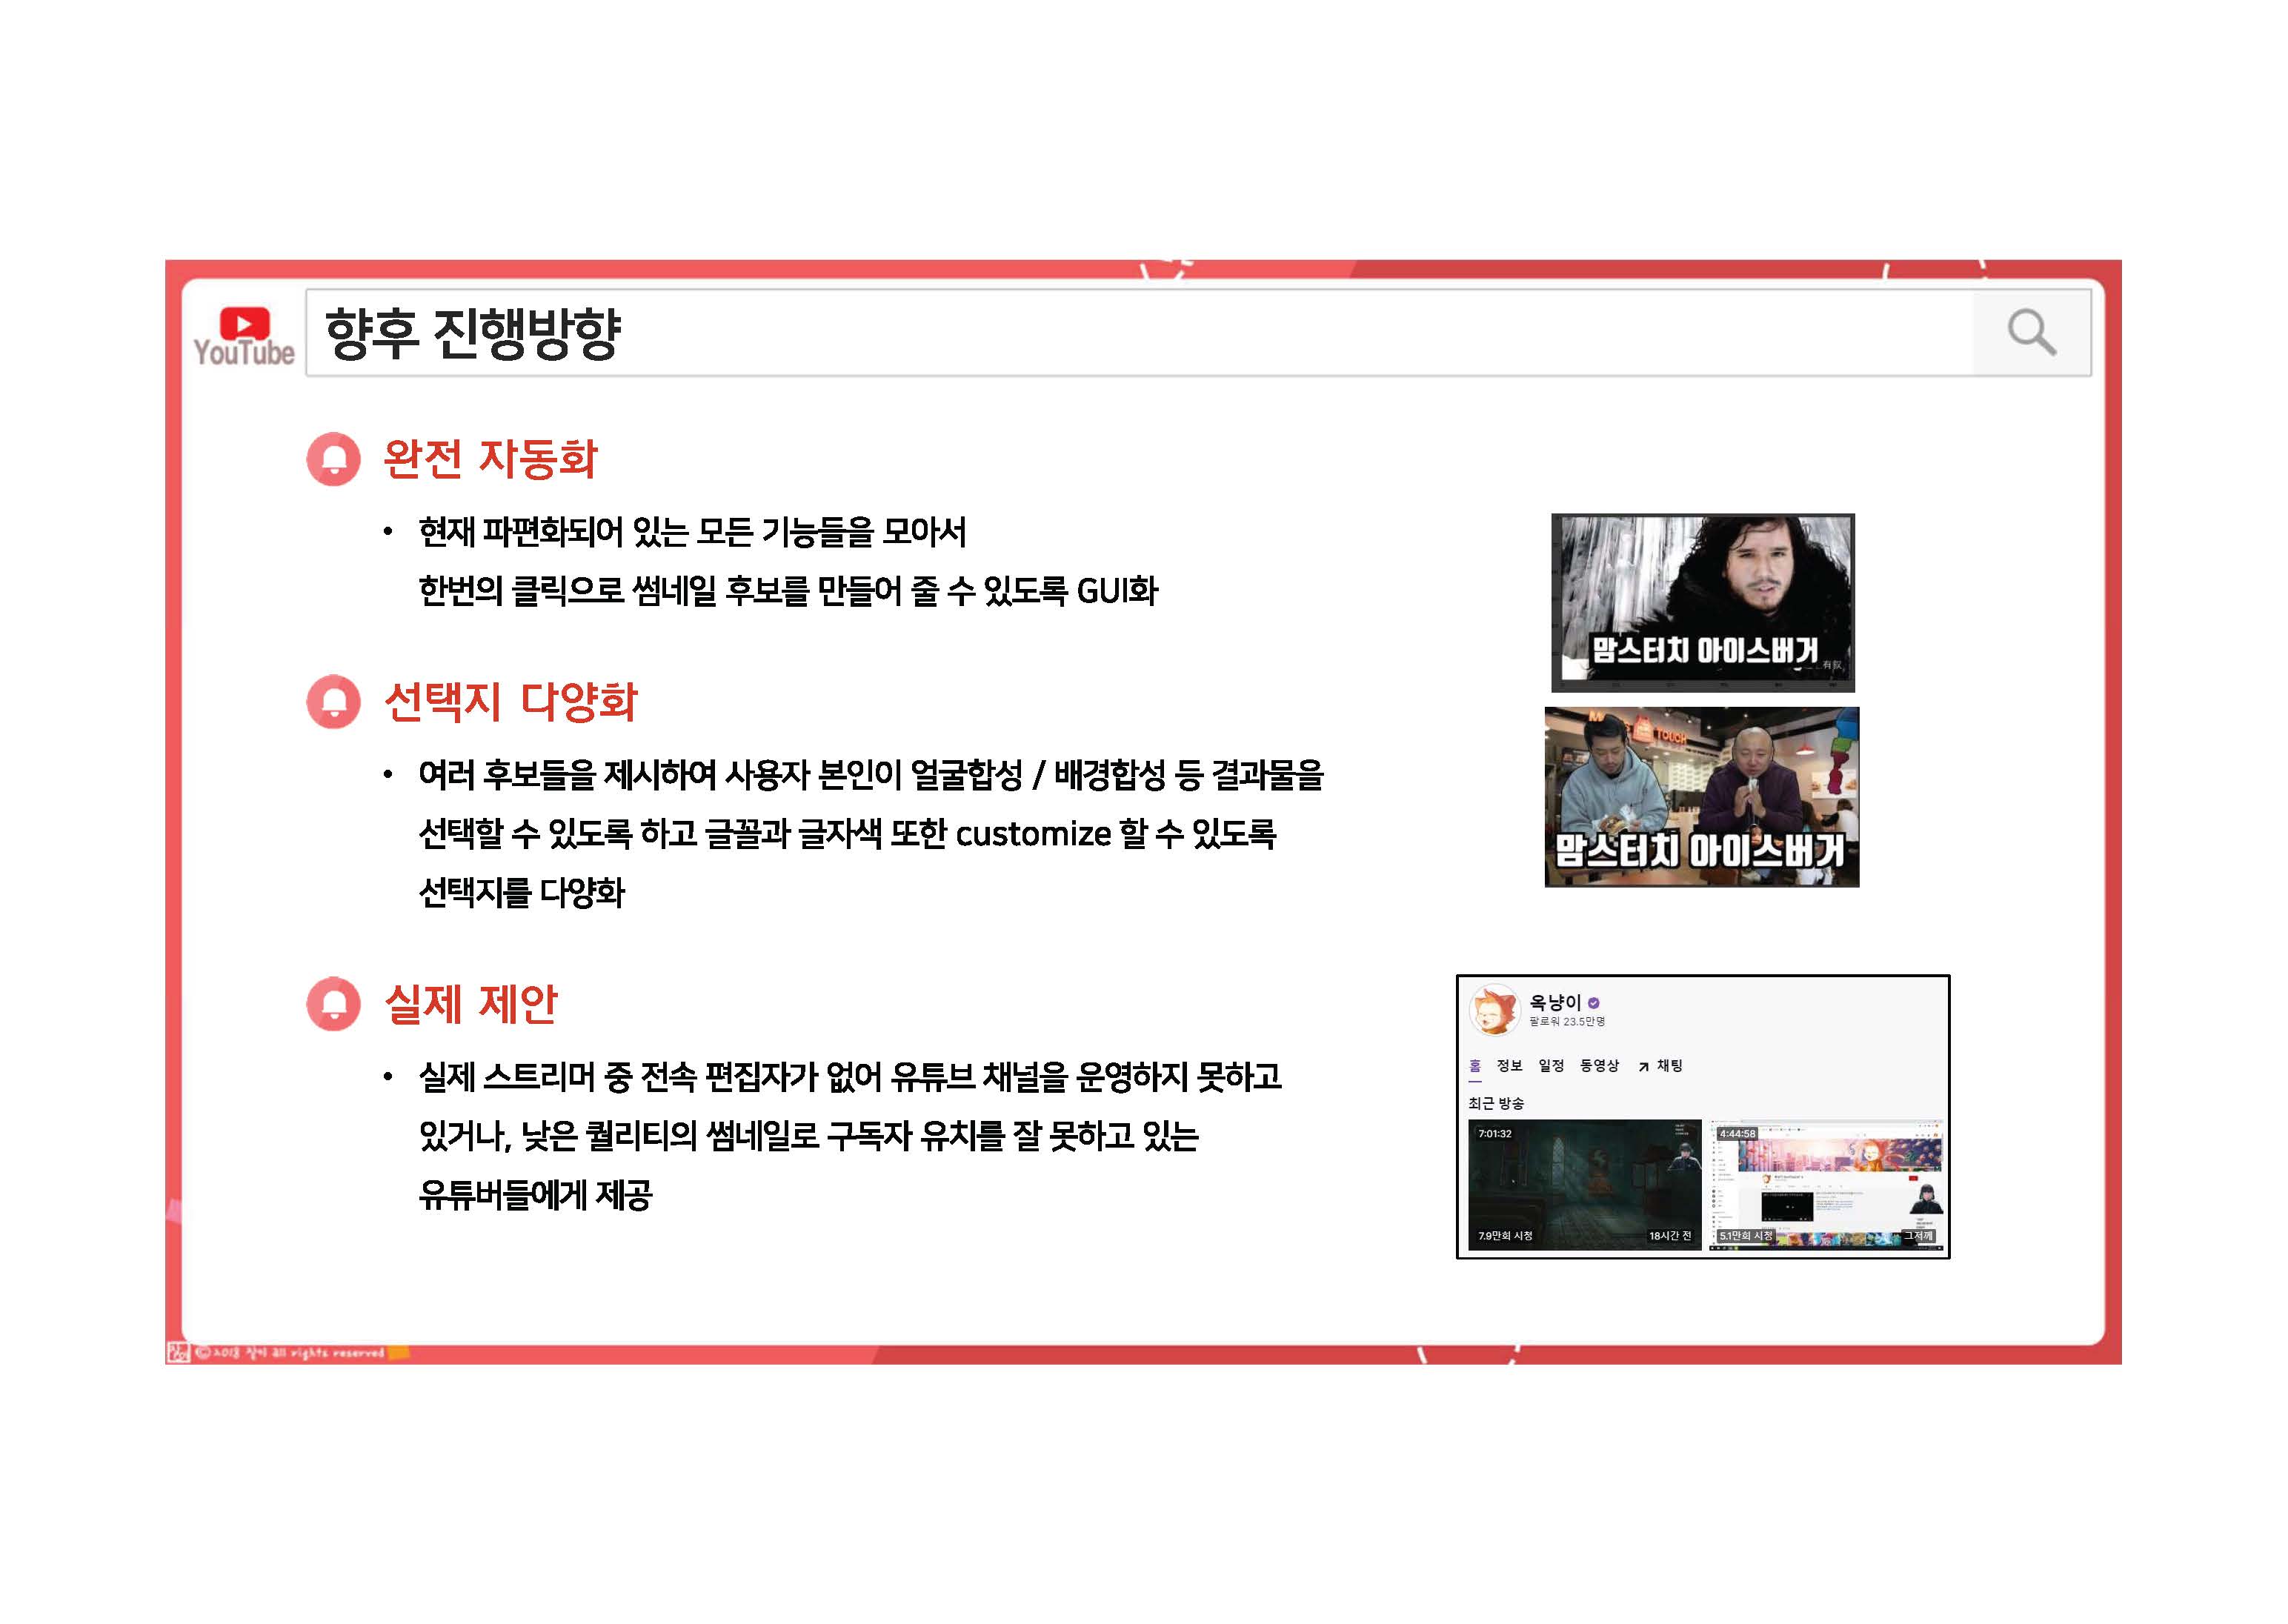 YouTube
향후 진행방향
완전 자동화
• 현재 파편화되어 있는 모든 기능들을 모아서
한번의 클릭으로 썸네일 후보를 만들어 줄 수 있도록 GUI화
맘스터치 아이스버거
선택지 다양화
• 여러 후보들을 제시하여 사용자 본인이 얼굴합성 / 배경합성 등 결과물을
선택할 수 있도록 하고 글꼴과 글자색 또한 customize 할 수 있도록
선택지를 다양화
TOUCH
맘스터치 아이스버거
실제 제안
• 실제 스트리머 중 전속 편집자가 없어 유튜브 채널을 운영하지 못하고
있거나, 낮은 퀄리티의 썸네일로 구독자 유치를 잘 못하고 있는
유튜버들에게 제공
옥냥이
팔로워 23.5만명
홈 정보 일정 동영상 채팅
최근 방송
7:01:32
4:44:58
7.9만회 시청
18시간 전
5.1만회 시청
그저께
©2018 장이 all rights reserved